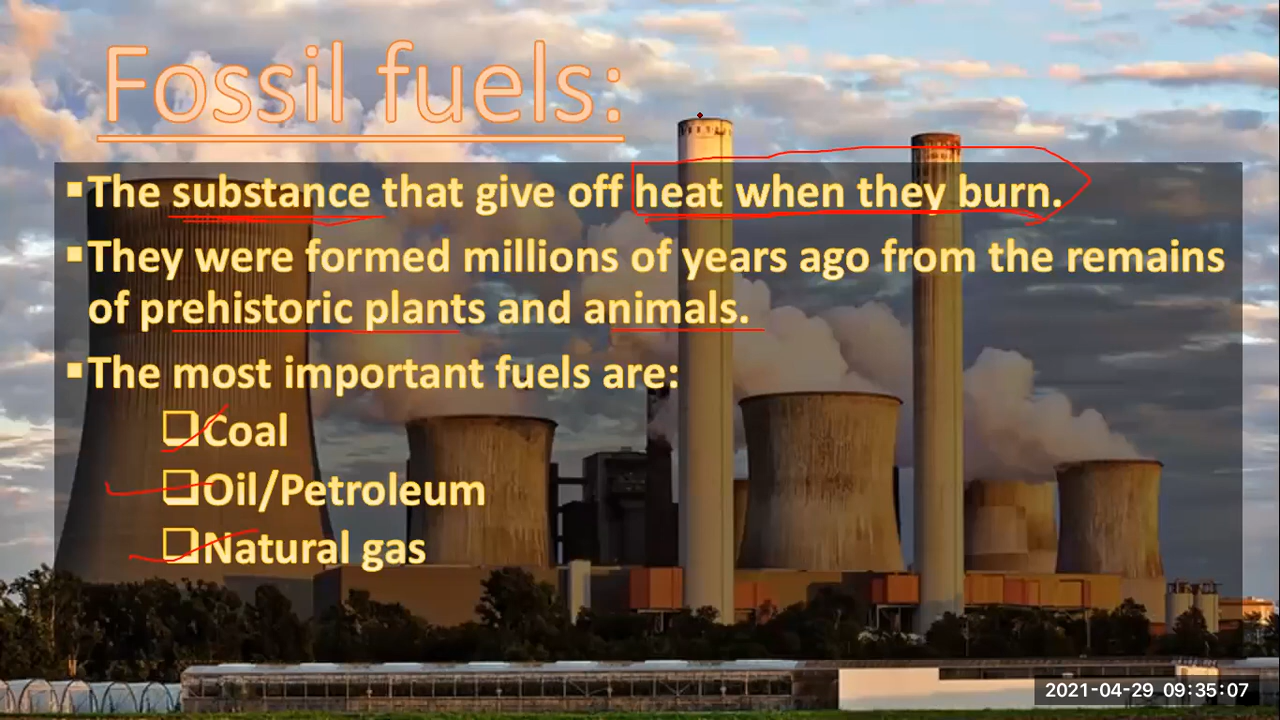 Fossil fuels:
▪The substance that give off heat when they burn.
▪They were formed millions of years ago from the remains
of prehistoric plants and animals.
▪The most important fuels are:
❑Coal
❑Oil/Petroleum
❑Natural gas
2021-04-29 09:35:07